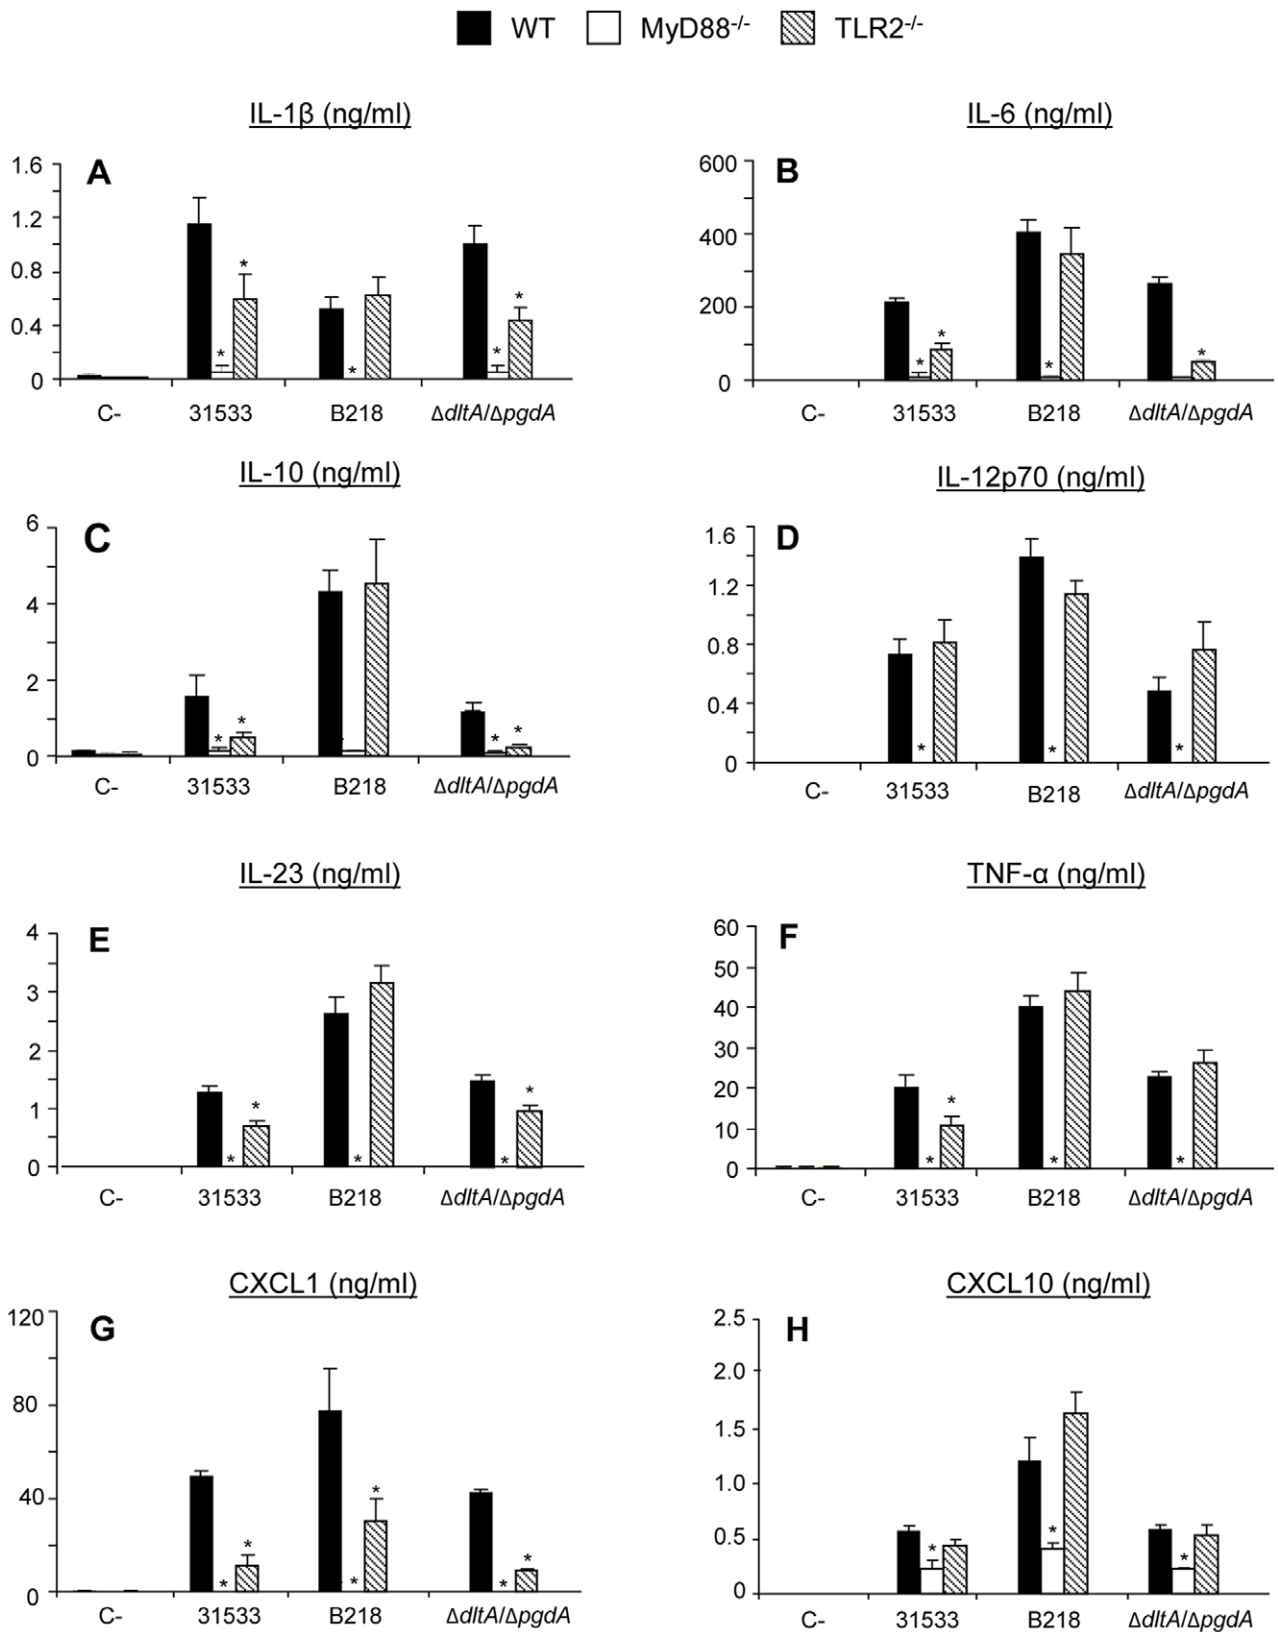 WT MyD88-/- TLR2-/-
IL-1β (ng/ml) IL-6 (ng/ml)
A
1.6
1.2
0.8
0.4
0
* * * * *
C- 31533 B218 ΔdltA/ΔpgdA
B
600
400
200
0
* * * *
C- 31533 B218 ΔdltA/ΔpgdA
IL-10 (ng/ml) IL-12p70 (ng/ml)
C
6
4
2
0
* * * *
C- 31533 B218 ΔdltA/ΔpgdA
D
1.6
1.2
0.8
0.4
0
* * *
C- 31533 B218 ΔdltA/ΔpgdA
IL-23 (ng/ml) TNF-α (ng/ml)
E
4
3
2
1
0
* * * * *
C- 31533 B218 ΔdltA/ΔpgdA
F
60
50
40
30
20
10
0
* * * *
C- 31533 B218 ΔdltA/ΔpgdA
CXCL1 (ng/ml) CXCL10 (ng/ml)
G
120
80
40
0
* * * * * *
C- 31533 B218 ΔdltA/ΔpgdA
H
2.5
2.0
1.5
1.0
0.5
0
* * *
C- 31533 B218 ΔdltA/ΔpgdA